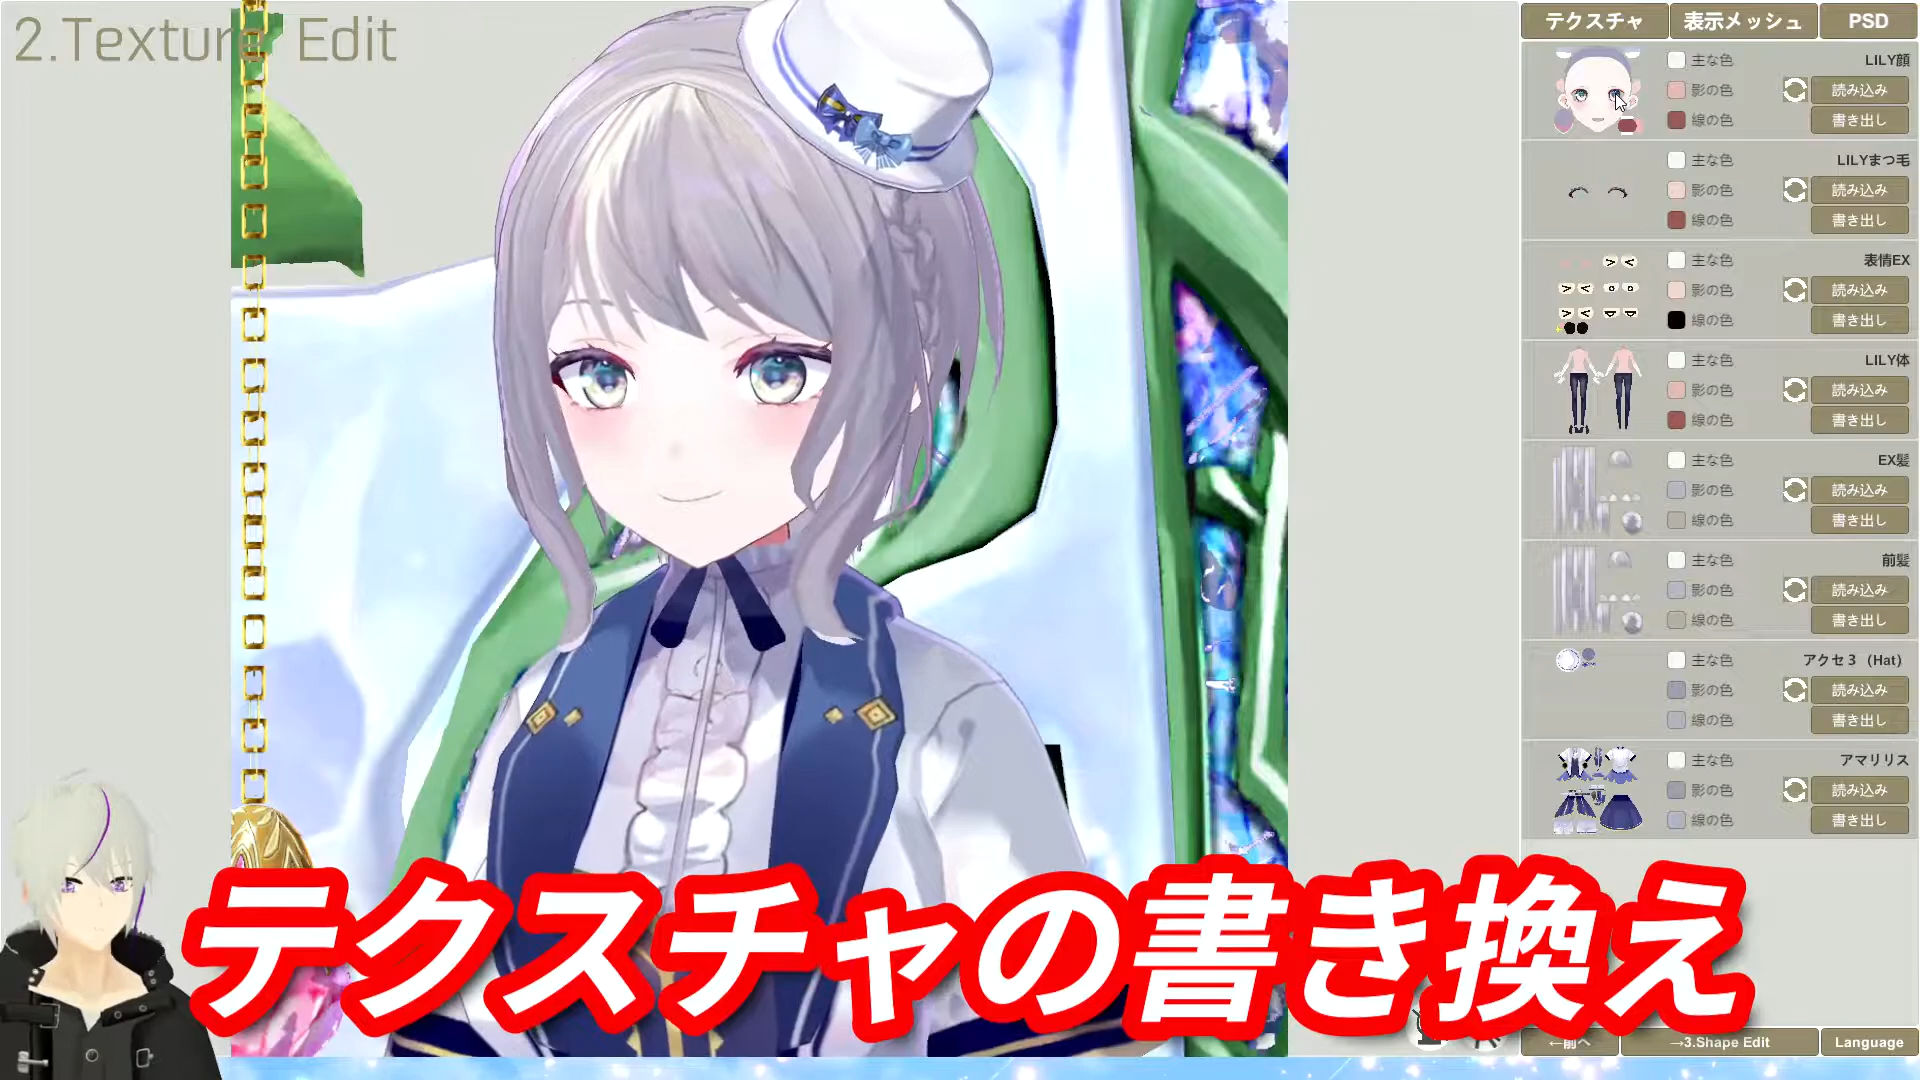 2.Texture Edit
テクスチャ 表示メッシュ PSD
主な色 LILY顔
影の色 読み込み
線の色 書き出し
主な色 LILYまつ毛
影の色 読み込み
線の色 書き出し
主な色 表情EX
影の色 読み込み
線の色 書き出し
主な色 LILY体
影の色 読み込み
線の色 書き出し
主な色 EX髪
影の色 読み込み
線の色 書き出し
主な色 前髪
影の色 読み込み
線の色 書き出し
主な色 アクセ３（Hat）
影の色 読み込み
線の色 書き出し
主な色 アマリリス
影の色 読み込み
線の色 書き出し
テクスチャの書き換え
←前へ →3.Shape Edit Language